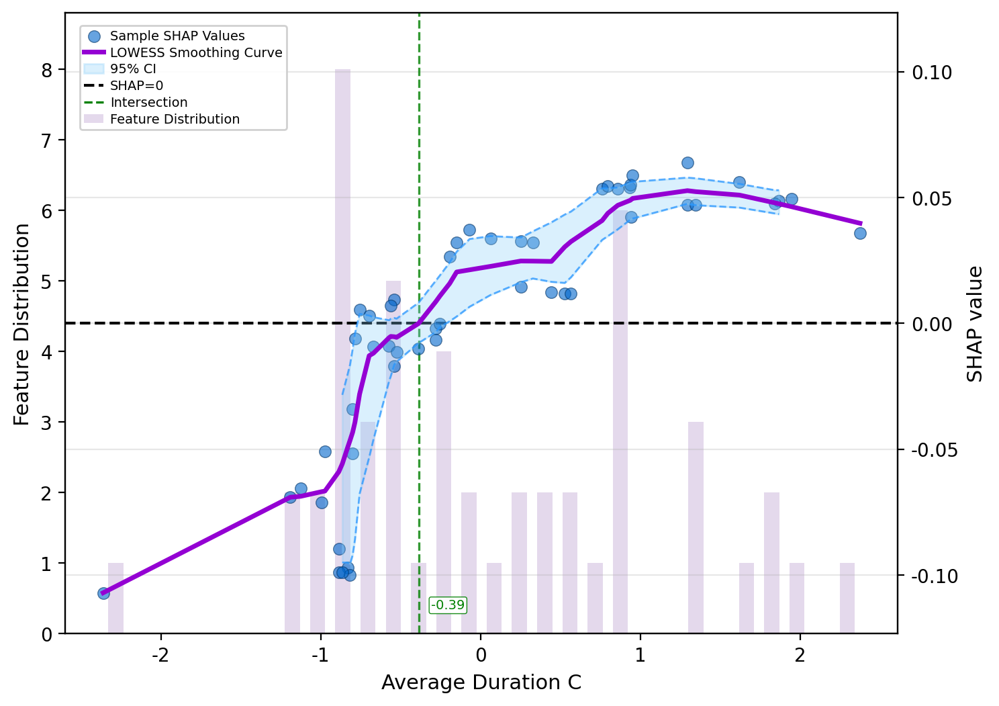 Sample SHAP Values
LOWESS Smoothing Curve
95% CI
SHAP=0
Intersection
Feature Distribution
8
7
6
5
4
3
2
1
0
Feature Distribution
0.10
0.05
0.00
-0.05
-0.10
SHAP value
-0.39
-2
-1
0
1
2
Average Duration C